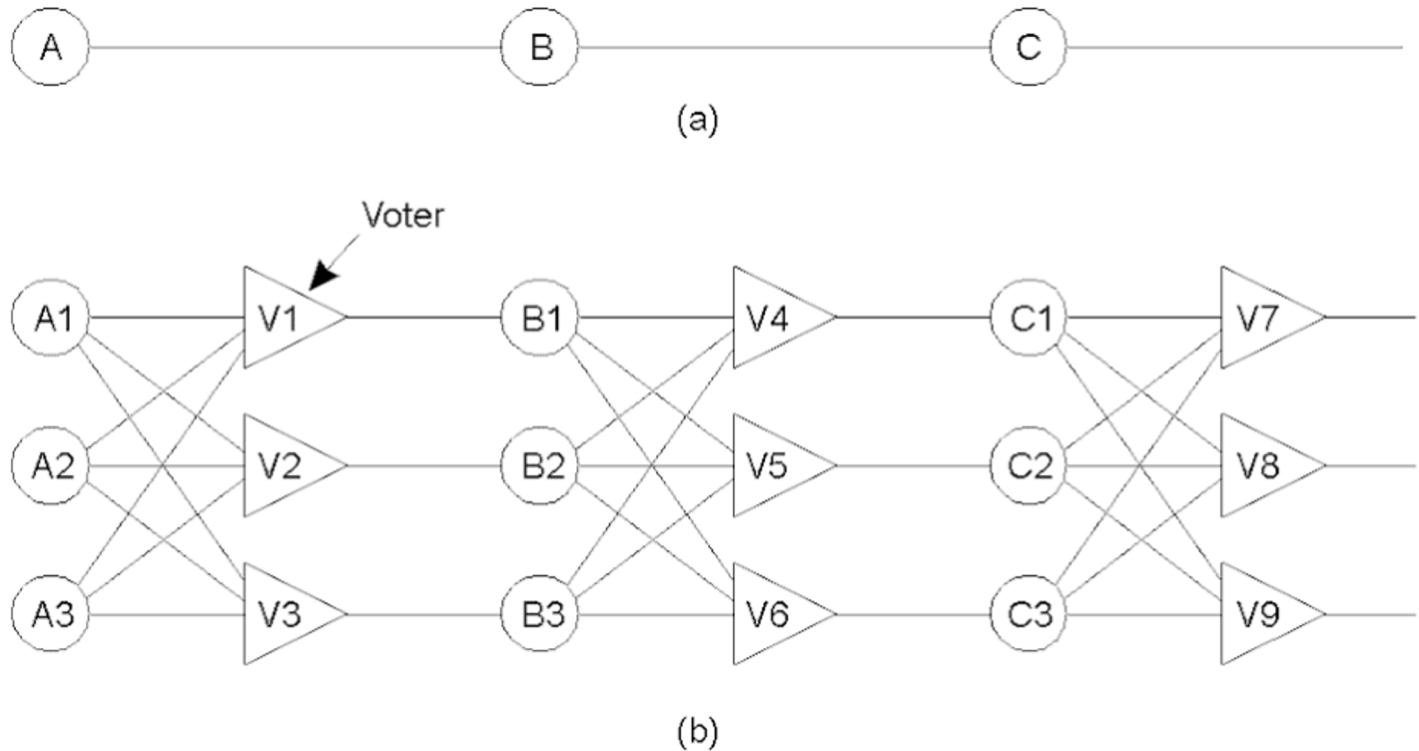 A B C
(a)
Voter
A1 V1 B1 V4 C1 V7
A2 V2 B2 V5 C2 V8
A3 V3 B3 V6 C3 V9
(b)